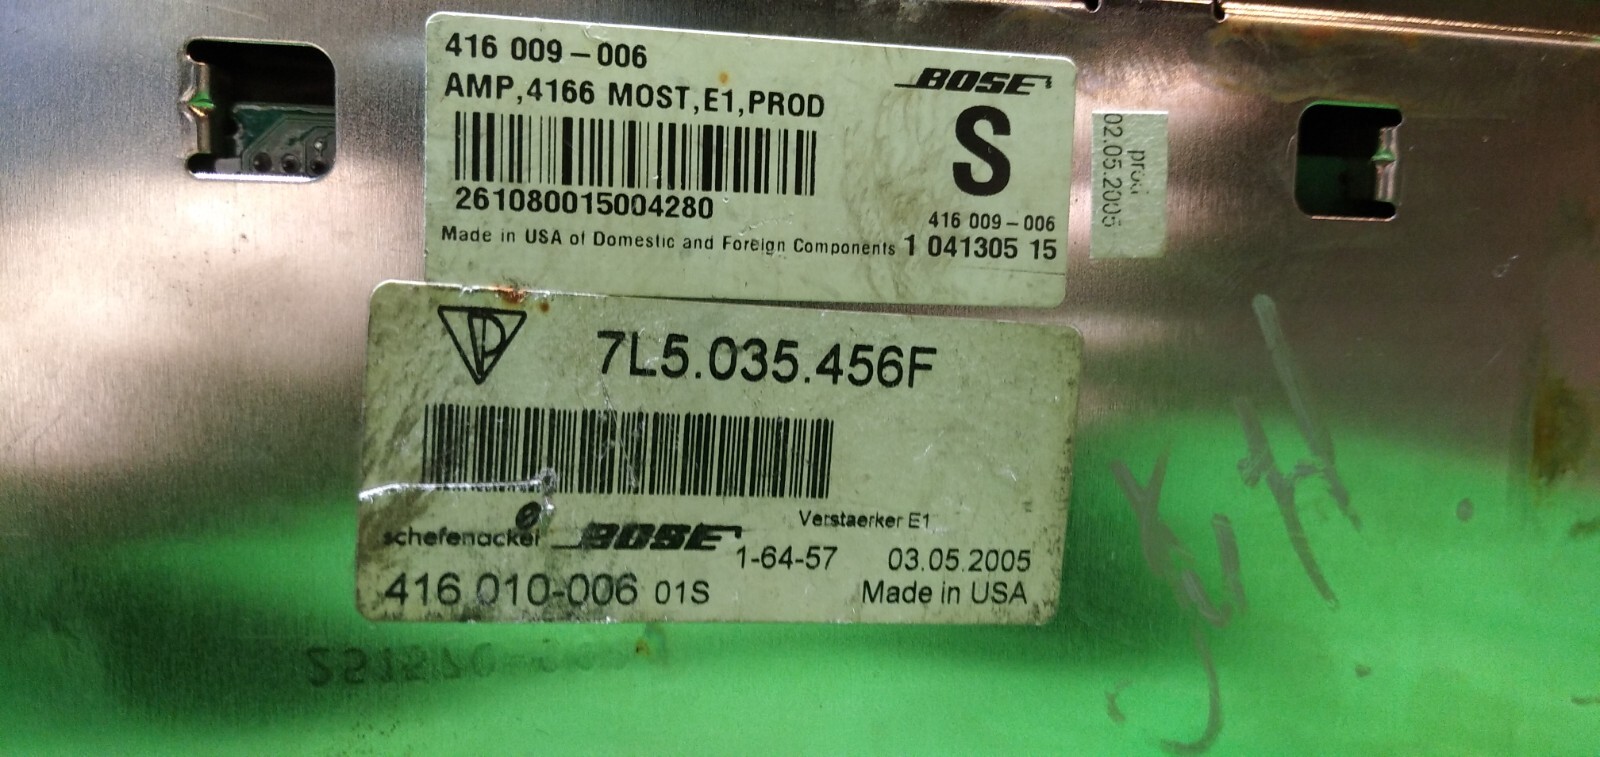 416 009-006
AMP,4166 MOST,E1,PROD
BOSE
S
261080015004280
416 009-006
Made in USA of Domestic and Foreign Components 1 041305 15
prod
02.05.2005
7L5.035.456F
schefenacker BOSE
Verstaerker E1
1-64-57 03.05.2005
416 010-006 01S Made in USA